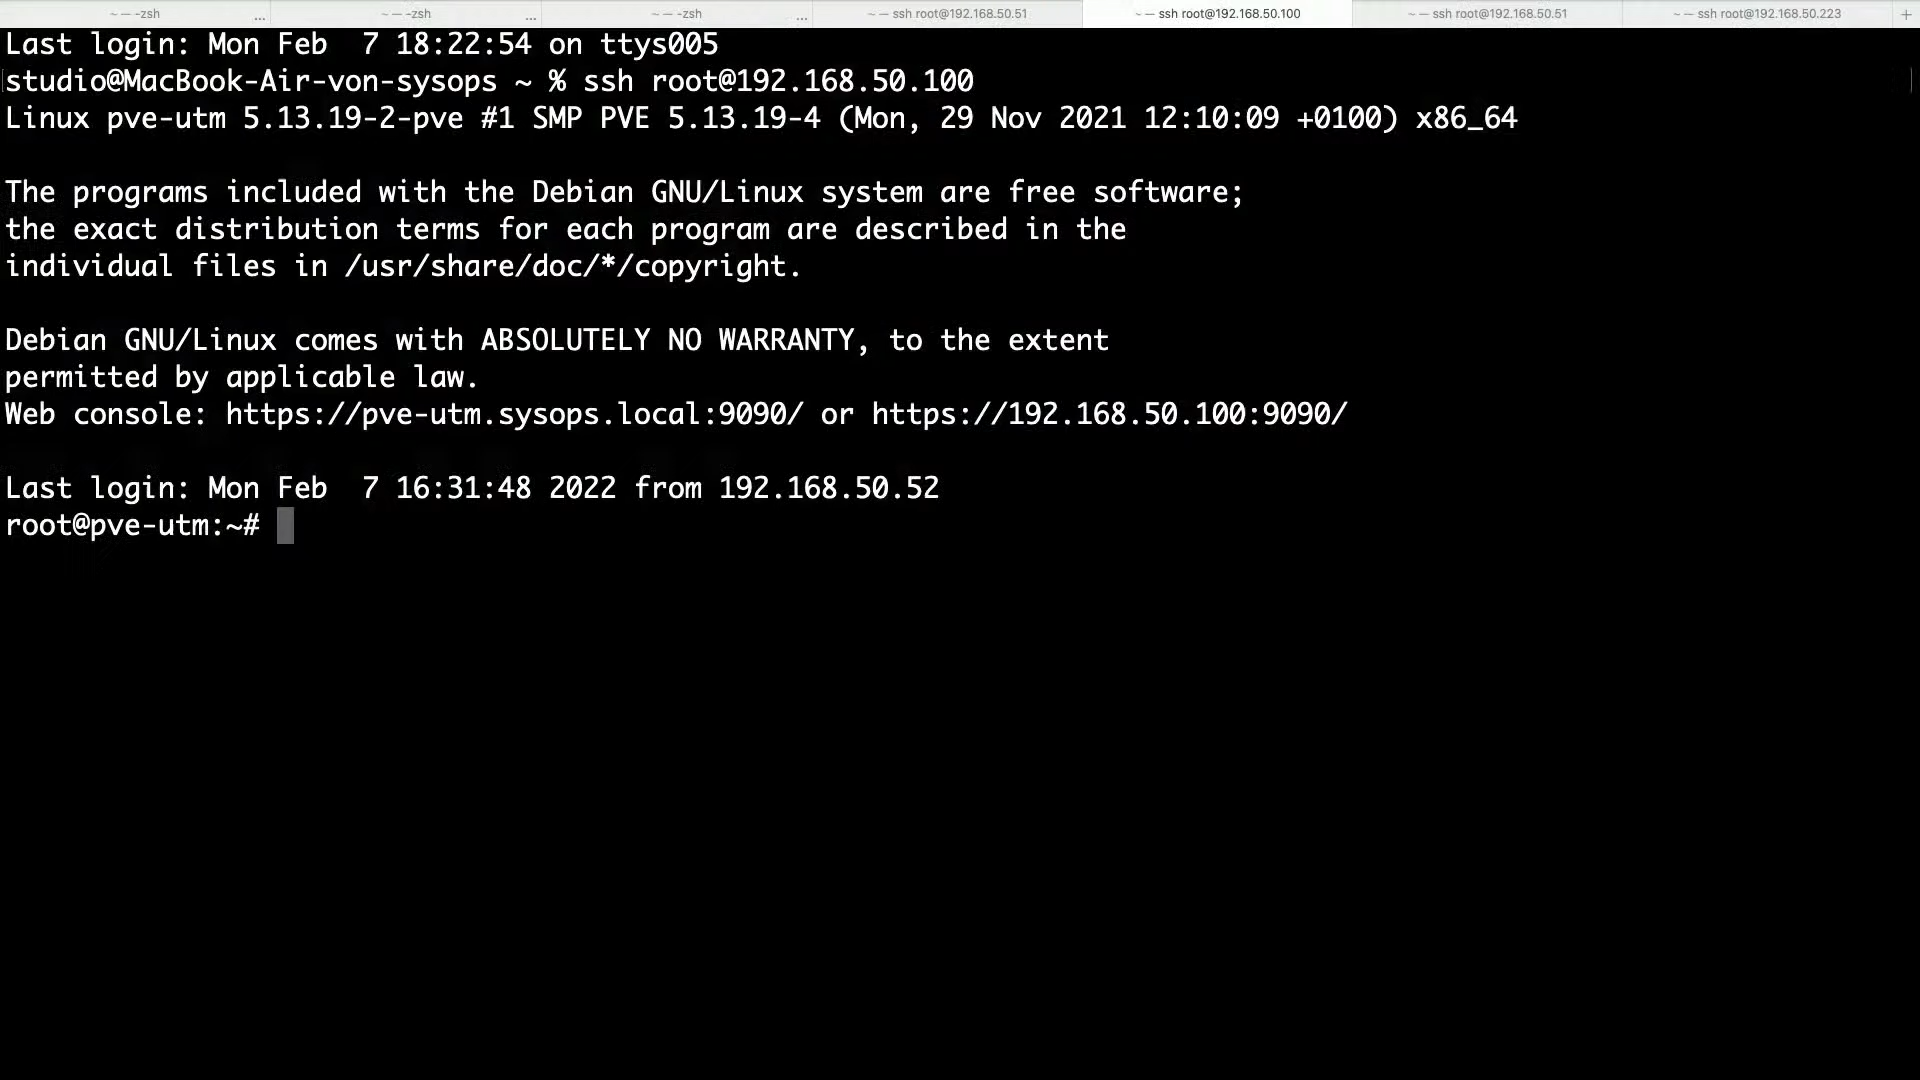 ~ — -zsh ... ~ — -zsh ... ~ — -zsh ... ~ — ssh root@192.168.50.51 ~ — ssh root@192.168.50.100 ~ — ssh root@192.168.50.51 ~ — ssh root@192.168.50.223 +
Last login: Mon Feb  7 18:22:54 on ttys005
studio@MacBook-Air-von-sysops ~ % ssh root@192.168.50.100
Linux pve-utm 5.13.19-2-pve #1 SMP PVE 5.13.19-4 (Mon, 29 Nov 2021 12:10:09 +0100) x86_64
The programs included with the Debian GNU/Linux system are free software;
the exact distribution terms for each program are described in the
individual files in /usr/share/doc/*/copyright.
Debian GNU/Linux comes with ABSOLUTELY NO WARRANTY, to the extent
permitted by applicable law.
Web console: https://pve-utm.sysops.local:9090/ or https://192.168.50.100:9090/
Last login: Mon Feb  7 16:31:48 2022 from 192.168.50.52
root@pve-utm:~#